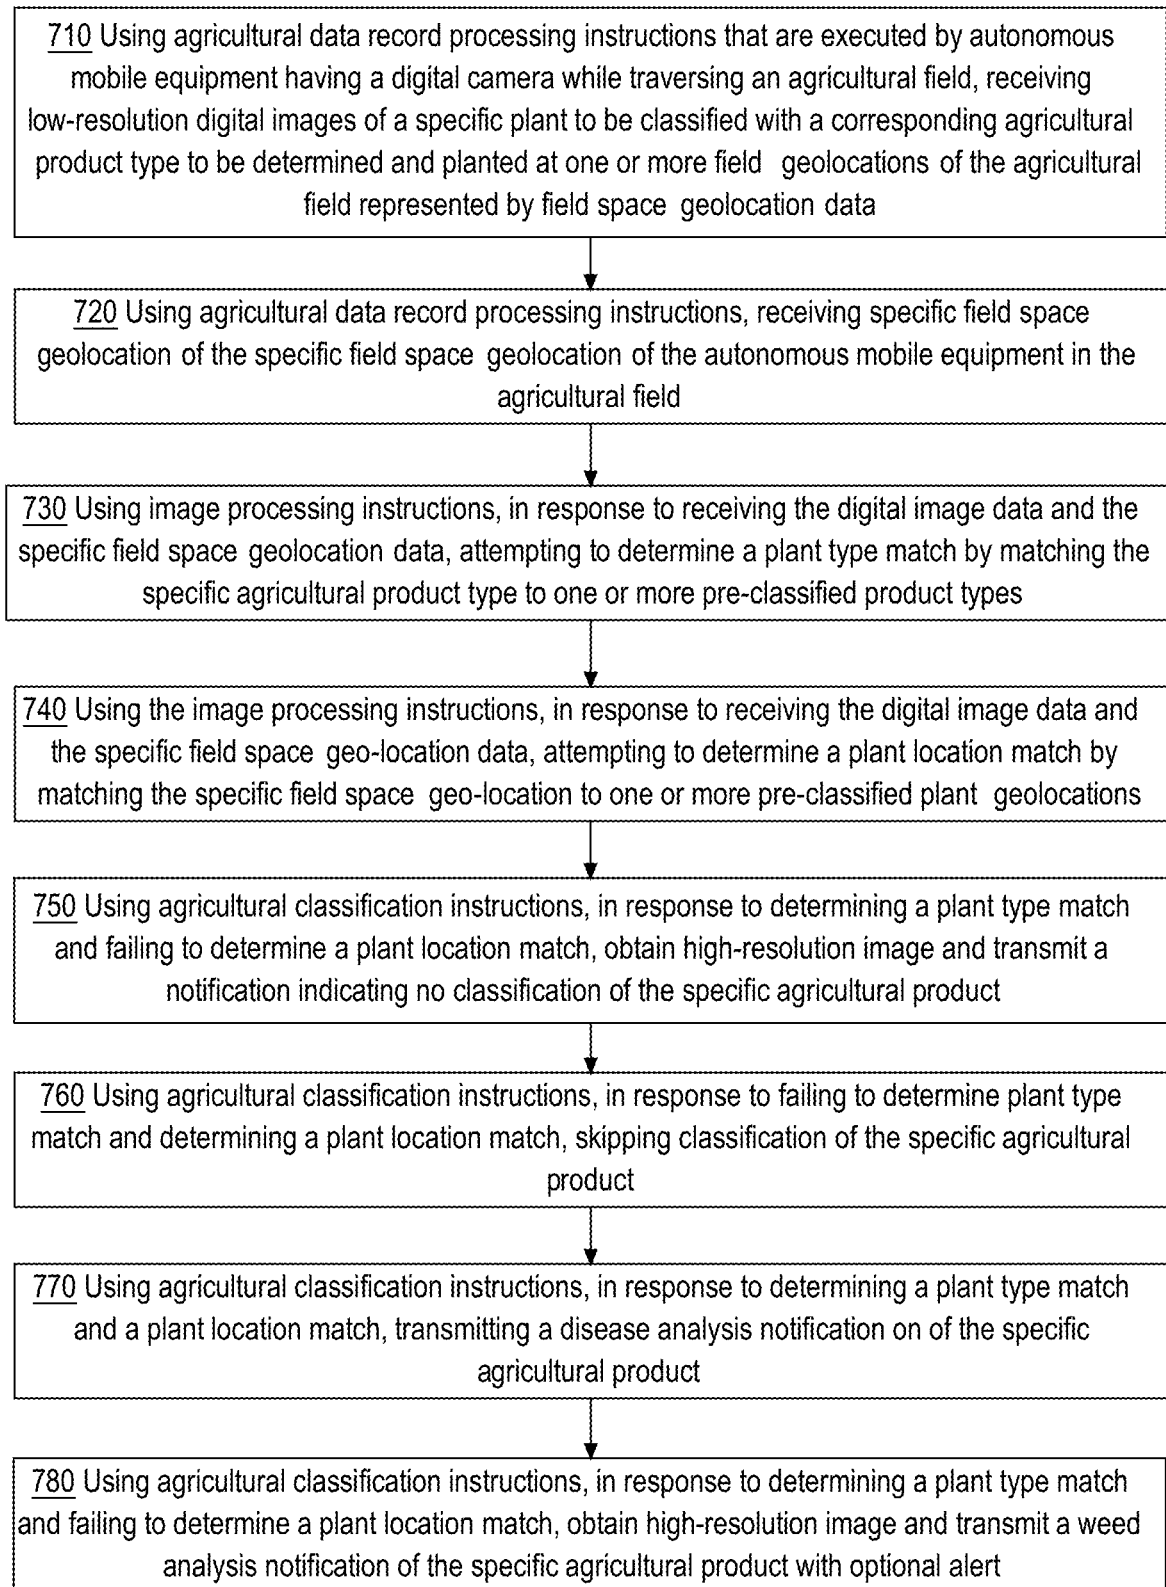 710 Using agricultural data record processing instructions that are executed by autonomous
mobile equipment having a digital camera while traversing an agricultural field, receiving
low-resolution digital images of a specific plant to be classified with a corresponding agricultural
product type to be determined and planted at one or more field geolocations of the agricultural
field represented by field space geolocation data
720 Using agricultural data record processing instructions, receiving specific field space
geolocation of the specific field space geolocation of the autonomous mobile equipment in the
agricultural field
730 Using image processing instructions, in response to receiving the digital image data and the
specific field space geolocation data, attempting to determine a plant type match by matching the
specific agricultural product type to one or more pre-classified product types
740 Using the image processing instructions, in response to receiving the digital image data and
the specific field space geo-location data, attempting to determine a plant location match by
matching the specific field space geo-location to one or more pre-classified plant geolocations
750 Using agricultural classification instructions, in response to determining a plant type match
and failing to determine a plant location match, obtain high-resolution image and transmit a
notification indicating no classification of the specific agricultural product
760 Using agricultural classification instructions, in response to failing to determine plant type
match and determining a plant location match, skipping classification of the specific agricultural
product
770 Using agricultural classification instructions, in response to determining a plant type match
and a plant location match, transmitting a disease analysis notification on of the specific
agricultural product
780 Using agricultural classification instructions, in response to determining a plant type match
and failing to determine a plant location match, obtain high-resolution image and transmit a weed
analysis notification of the specific agricultural product with optional alert